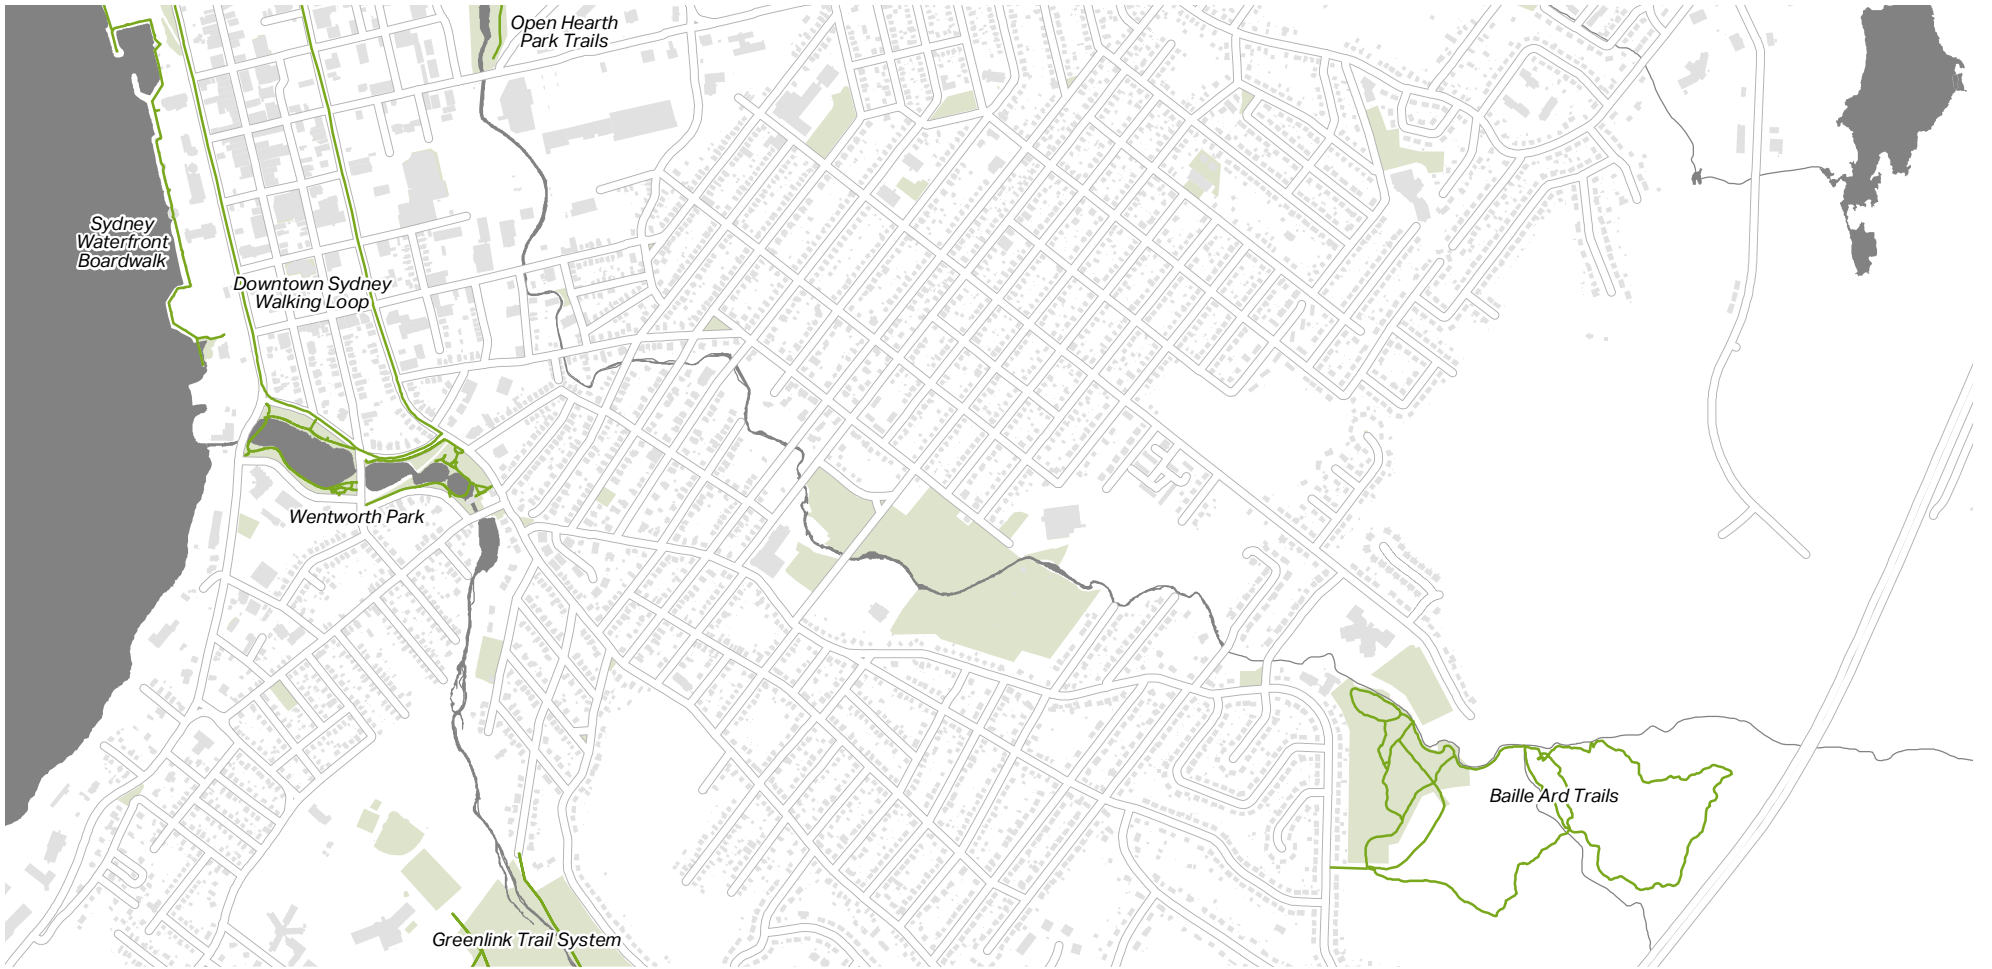 Open Hearth
Park Trails
Sydney
Waterfront
Boardwalk
Downtown Sydney
Walking Loop
Wentworth Park
Baille Ard Trails
Greenlink Trail System